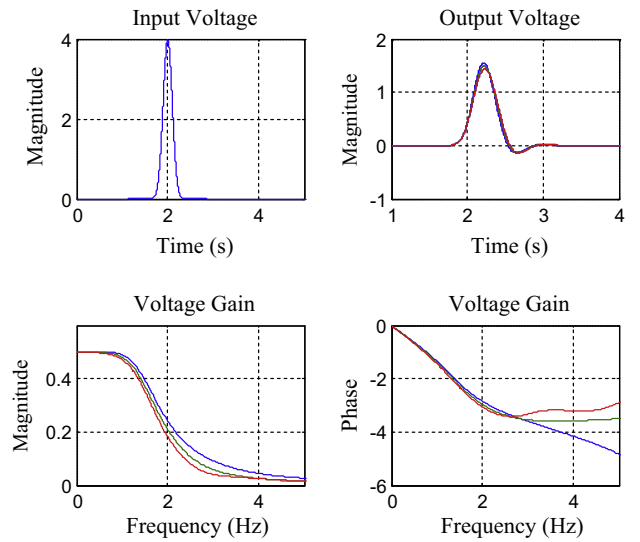 Input Voltage
Output Voltage
Magnitude
4
2
0
0
2
4
Time (s)
Magnitude
2
1
0
-1
1
2
3
4
Time (s)
Voltage Gain
Voltage Gain
Magnitude
0.4
0.2
0
0
2
4
Frequency (Hz)
Phase
0
-2
-4
-6
0
2
4
Frequency (Hz)